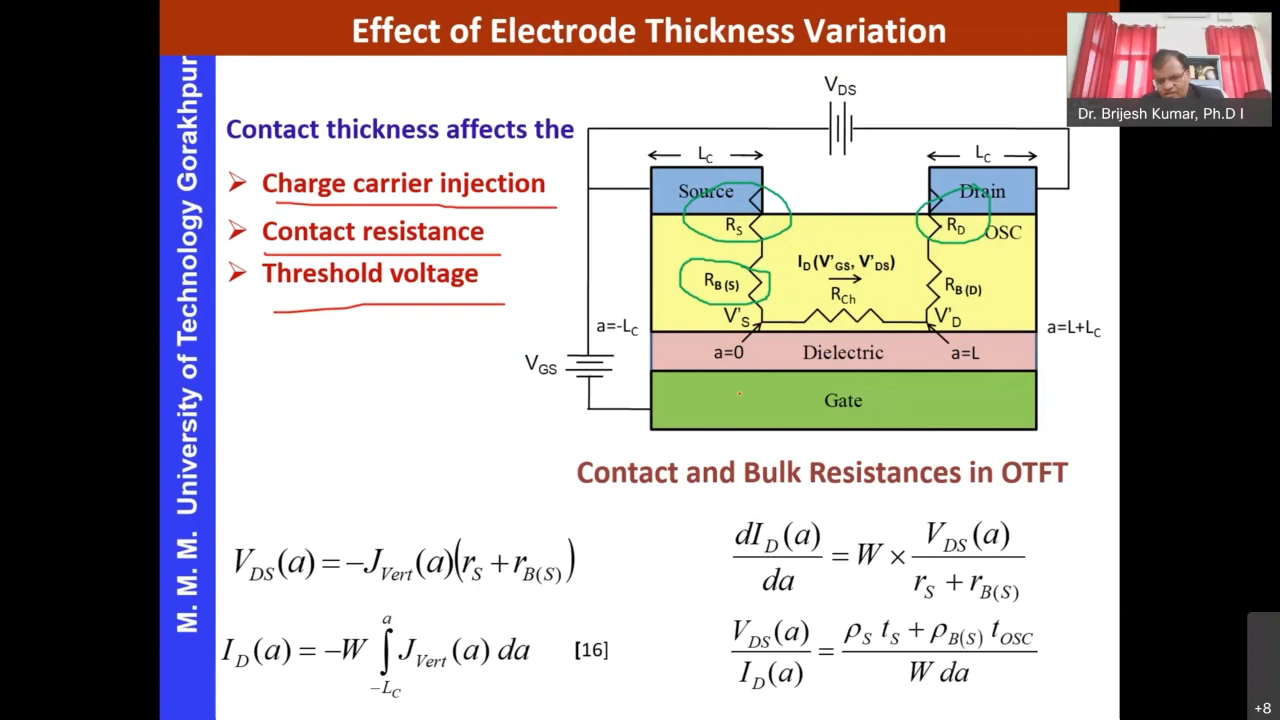 Effect of Electrode Thickness Variation
Dr. Brijesh Kumar, Ph.D I
M. M. M. University of Technology Gorakhpur
Contact thickness affects the
➢ Charge carrier injection
➢ Contact resistance
➢ Threshold voltage
V_DS
L_C
L_C
Source
Drain
R_S
R_D
OSC
I_D(V'_GS, V'_DS)
R_B(S)
R_Ch
R_B(D)
V'_S
V'_D
a=-L_C
a=L+L_C
a=0
Dielectric
a=L
V_GS
Gate
Contact and Bulk Resistances in OTFT
V_DS(a) = -J_Vert(a)(r_S + r_B(S))
dI_D(a)/da = W × V_DS(a)/(r_S + r_B(S))
I_D(a) = -W ∫_{-L_C}^{a} J_Vert(a) da
[16]
V_DS(a)/I_D(a) = (ρ_S t_S + ρ_B(S) t_OSC)/(W da)
+8